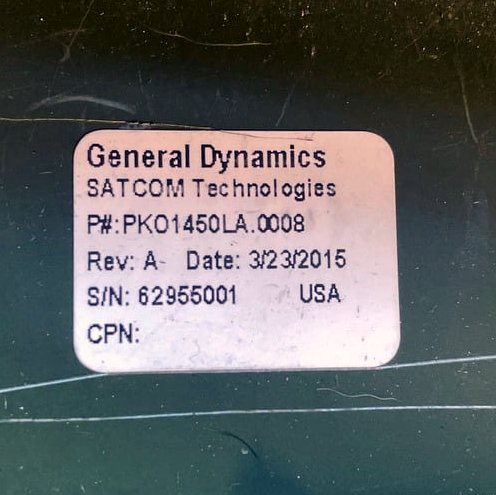 General Dynamics
SATCOM Technologies
P#:PKO1450LA.0008
Rev: A- Date: 3/23/2015
S/N: 62955001 USA
CPN: